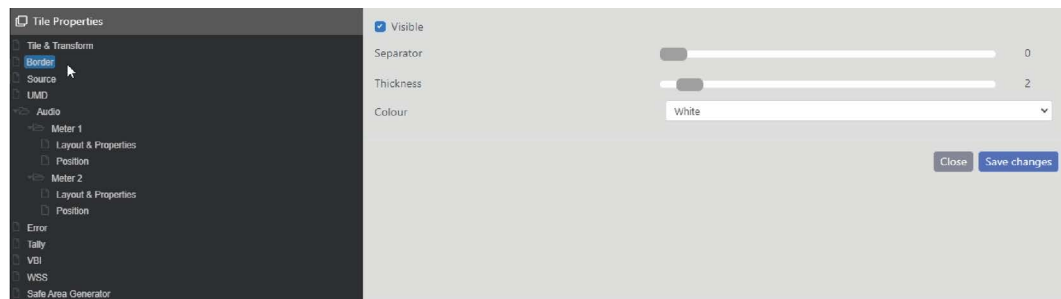 Tile Properties
Tile & Transform
Border
Source
UMD
Audio
Meter 1
Layout & Properties
Position
Meter 2
Layout & Properties
Position
Error
Tally
VBI
WSS
Safe Area Generator
Visible
Separator 0
Thickness 2
Colour White
Close Save changes